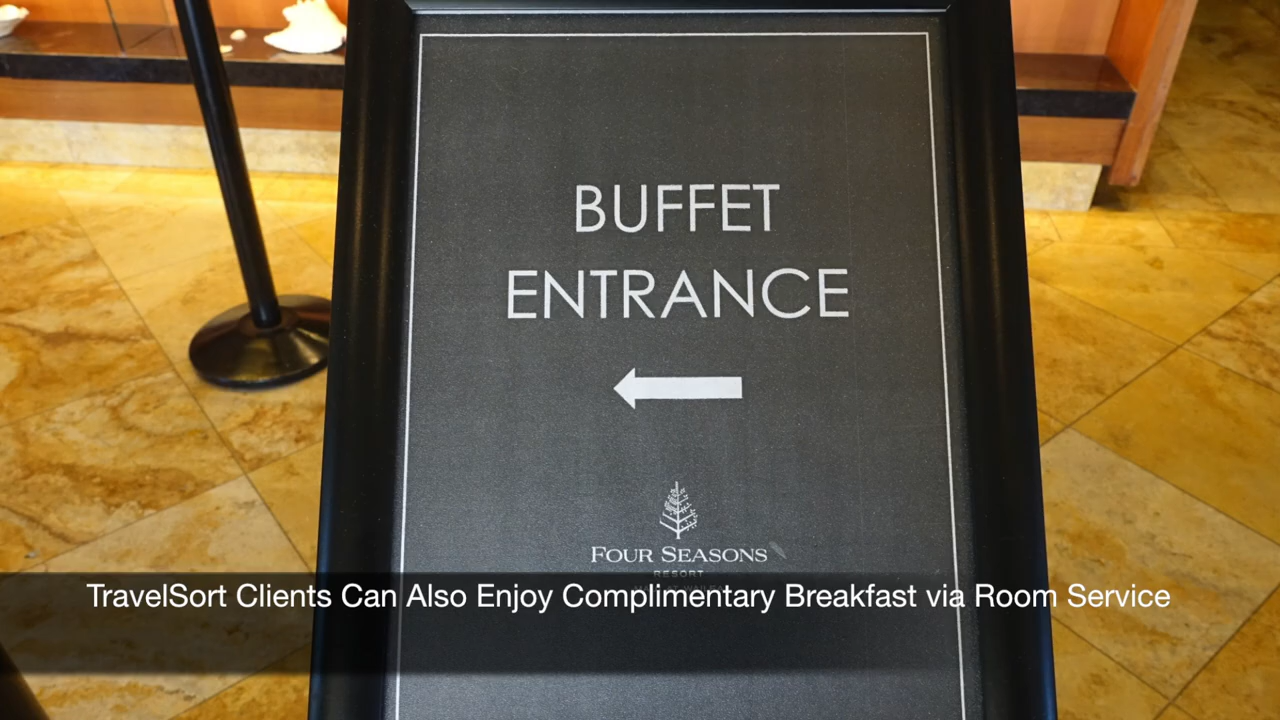 BUFFET
ENTRANCE
FOUR SEASONS
RESORT
TravelSort Clients Can Also Enjoy Complimentary Breakfast via Room Service